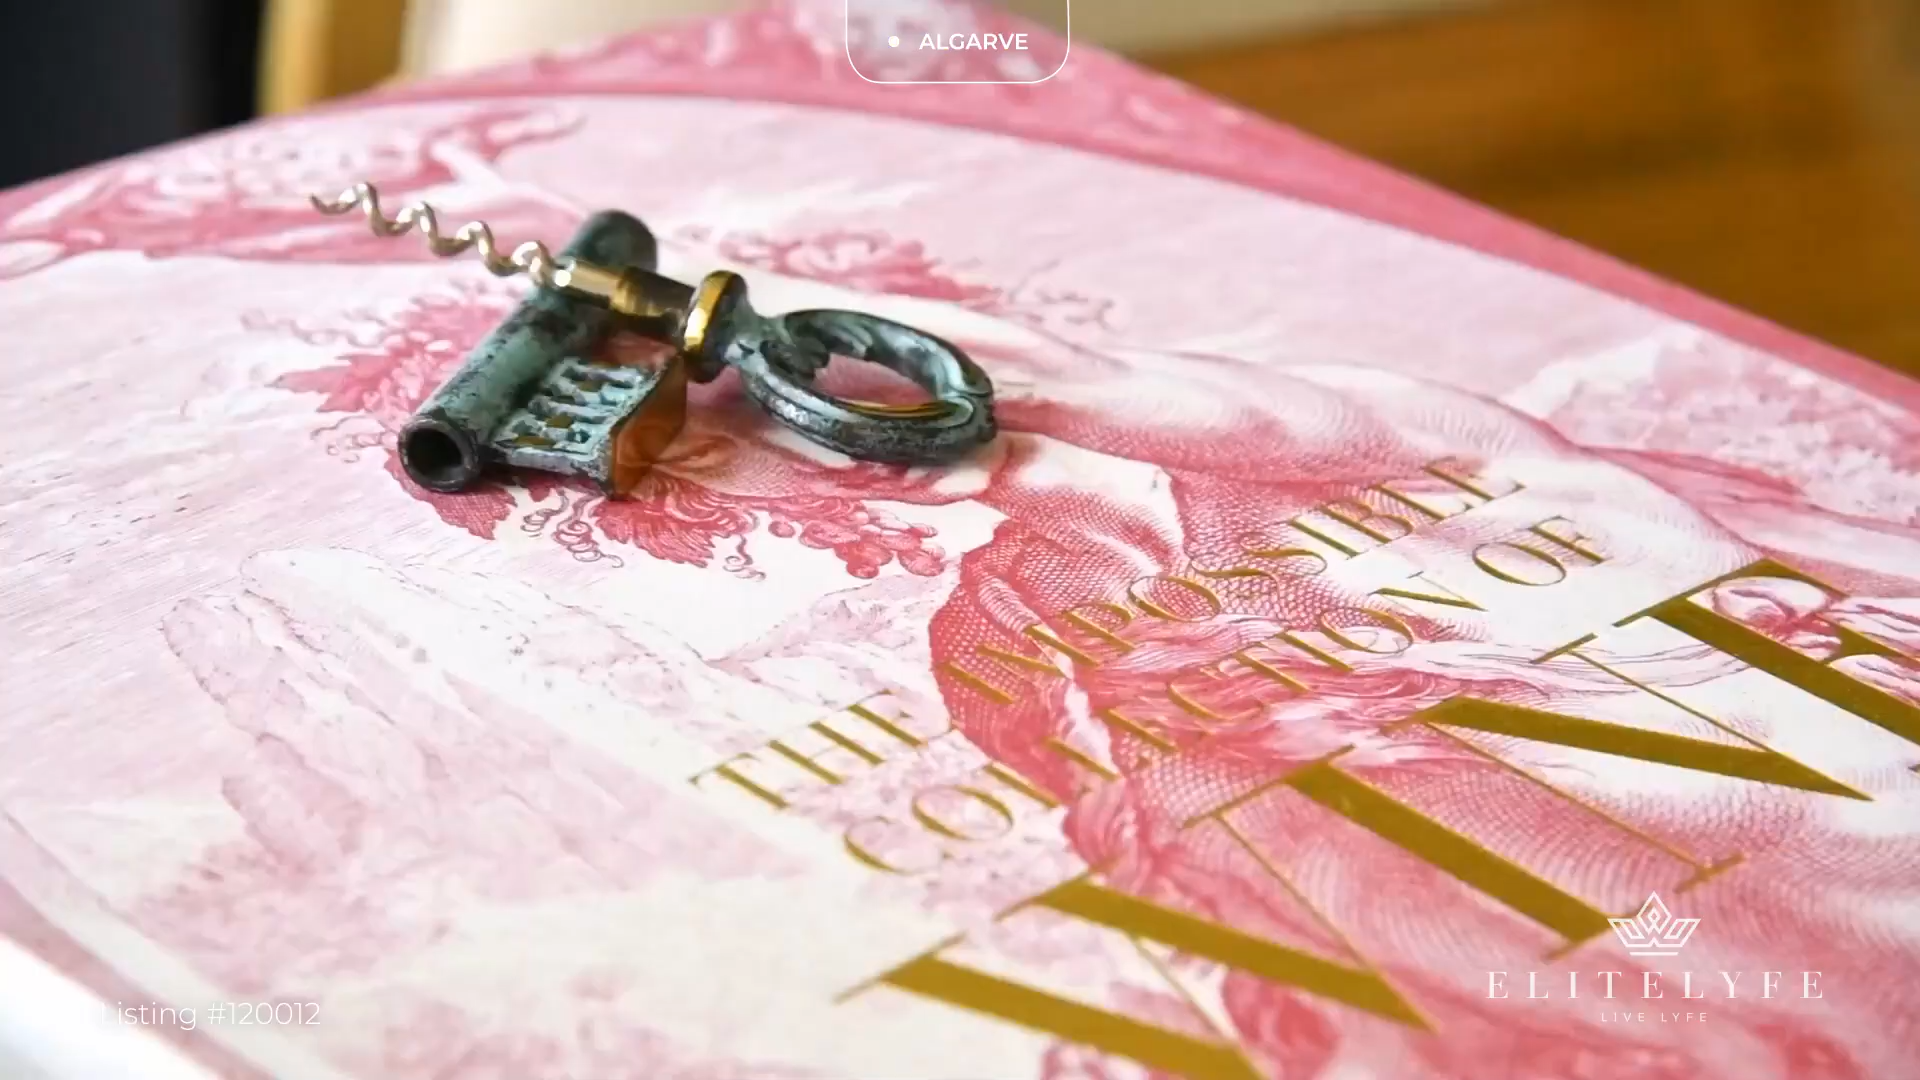 ALGARVE
THE IMPOSSIBLE
COLLECTION OF
WINE
ELITELYFE
LIVE LYFE
Listing #120012